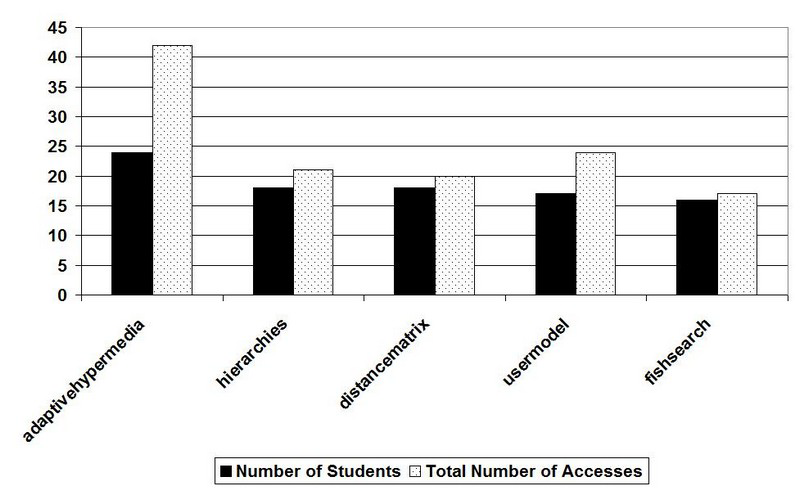 45
40
35
30
25
20
15
10
5
0
adaptivehypermedia
hierarchies
distancematrix
usermodel
fishsearch
Number of Students Total Number of Accesses